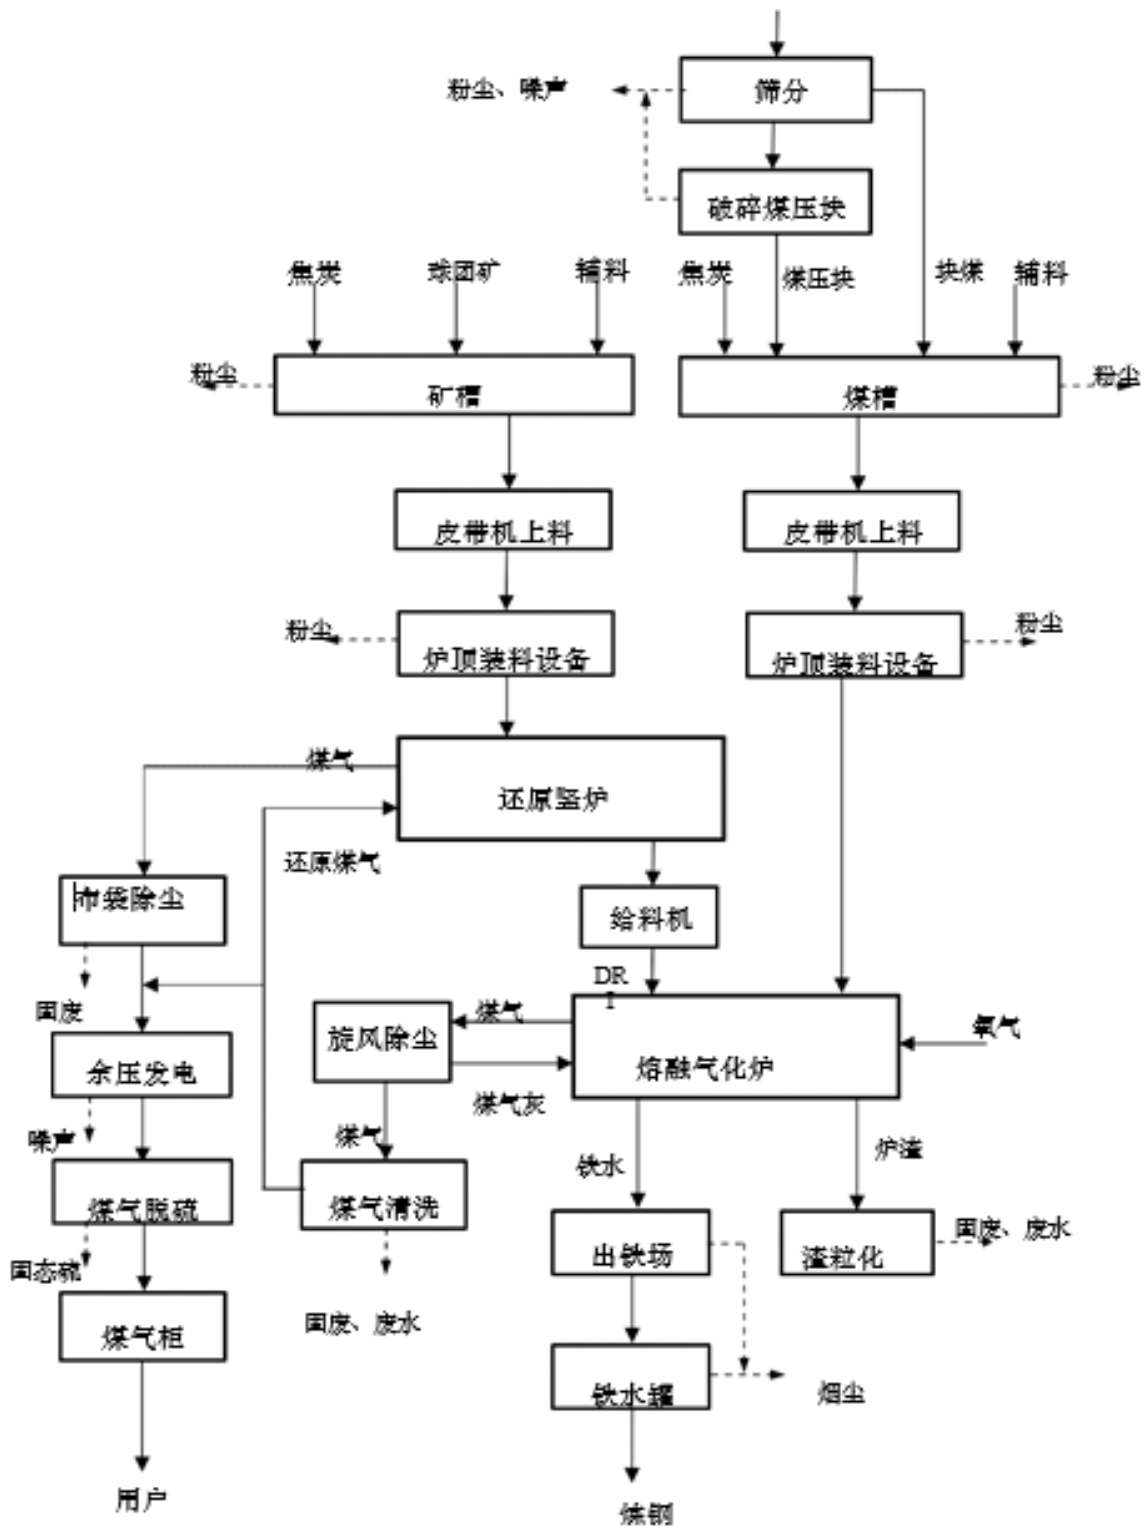 粉尘、噪声
筛分
破碎煤压块
焦炭
球团矿
辅料
焦炭
煤压块
块煤
辅料
粉尘
矿槽
煤槽
粉尘
皮带机上料
皮带机上料
粉尘
炉顶装料设备
炉顶装料设备
粉尘
煤气
还原竖炉
还原煤气
布袋除尘
给料机
固废
DR
I
煤气
氧气
旋风除尘
熔融气化炉
余压发电
煤气灰
噪声
煤气
铁水
炉渣
煤气脱硫
煤气清洗
固态硫
出铁场
渣粒化
固废、废水
固废、废水
煤气柜
铁水罐
烟尘
用户
炼钢